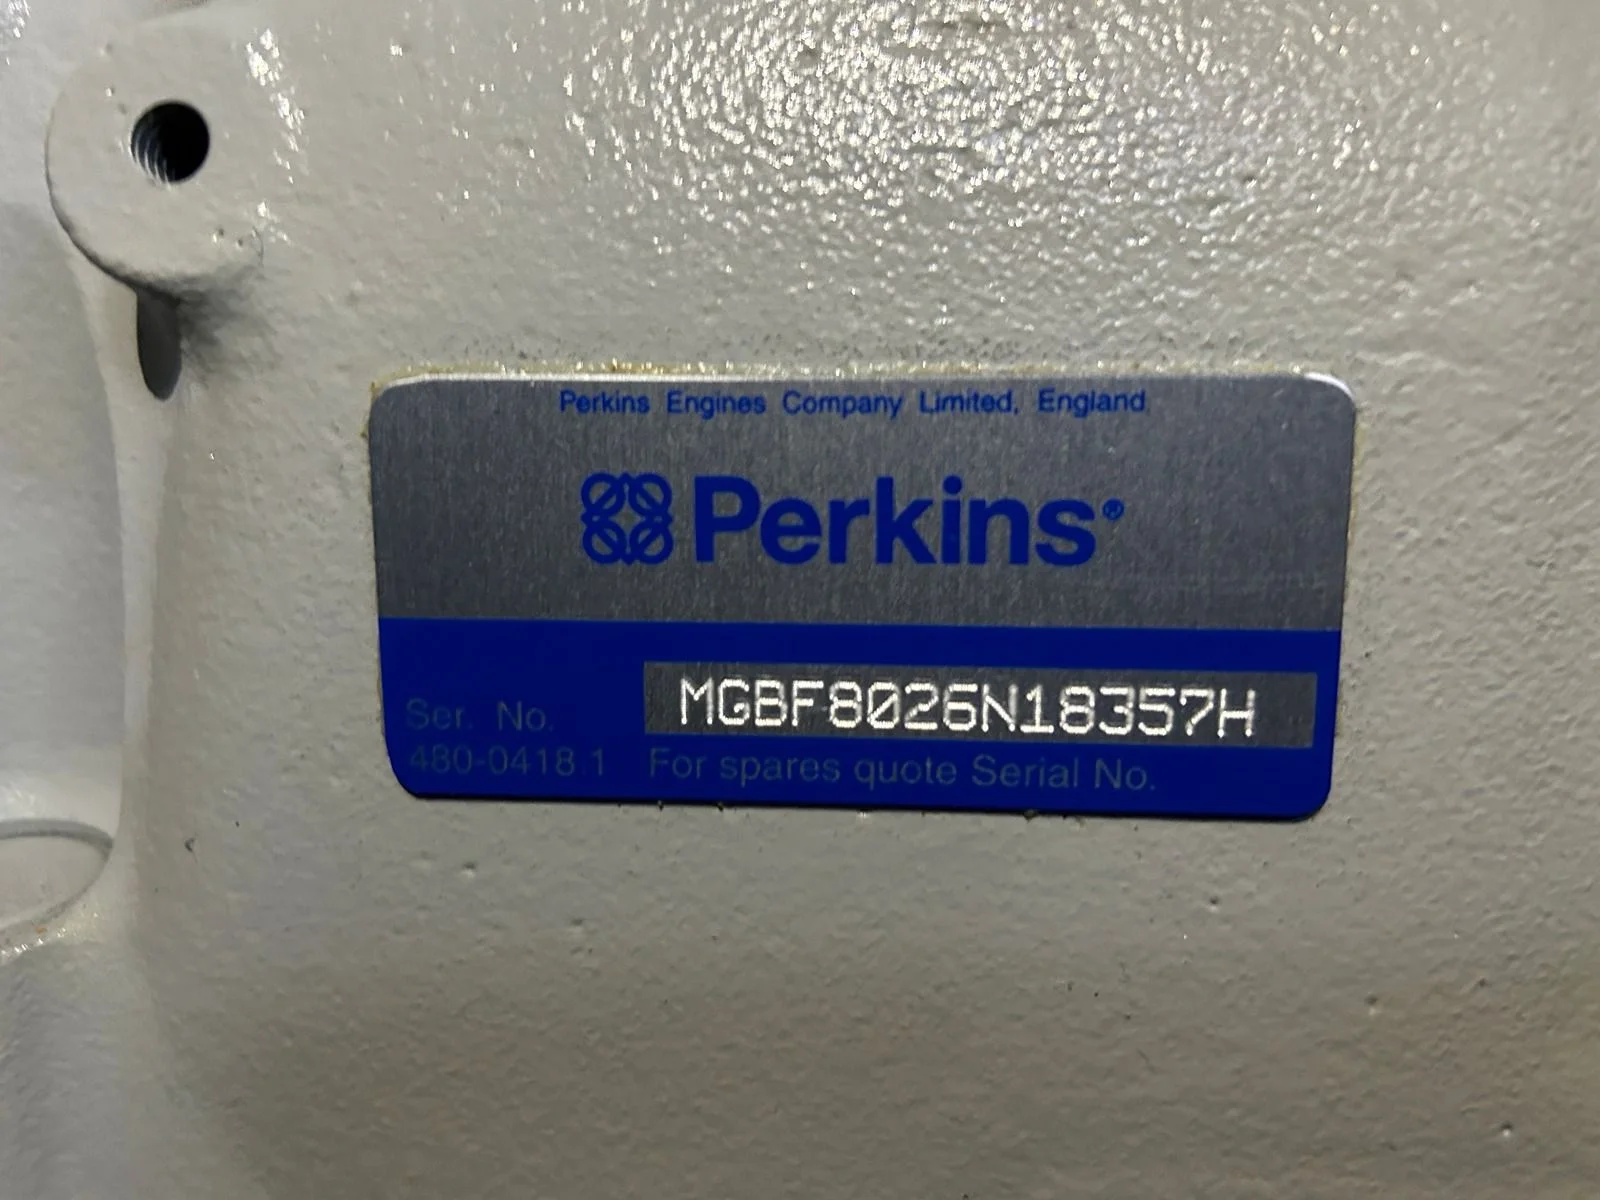 Perkins Engines Company Limited, England
Perkins®
Ser. No. MGBF8026N18357H
480-0418.1 For spares quote Serial No.